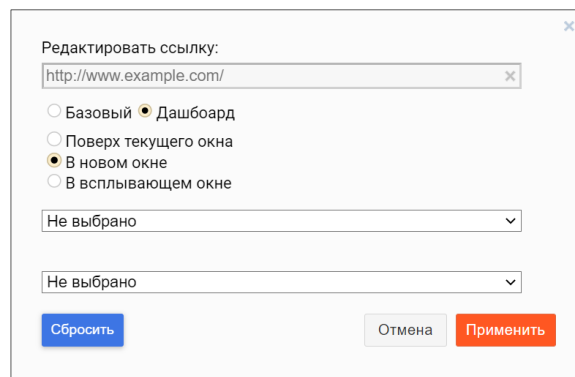 Редактировать ссылку:
http://www.example.com/
Базовый Дашбоард
Поверх текущего окна
В новом окне
В всплывающем окне
Не выбрано
Не выбрано
Сбросить Отмена Применить